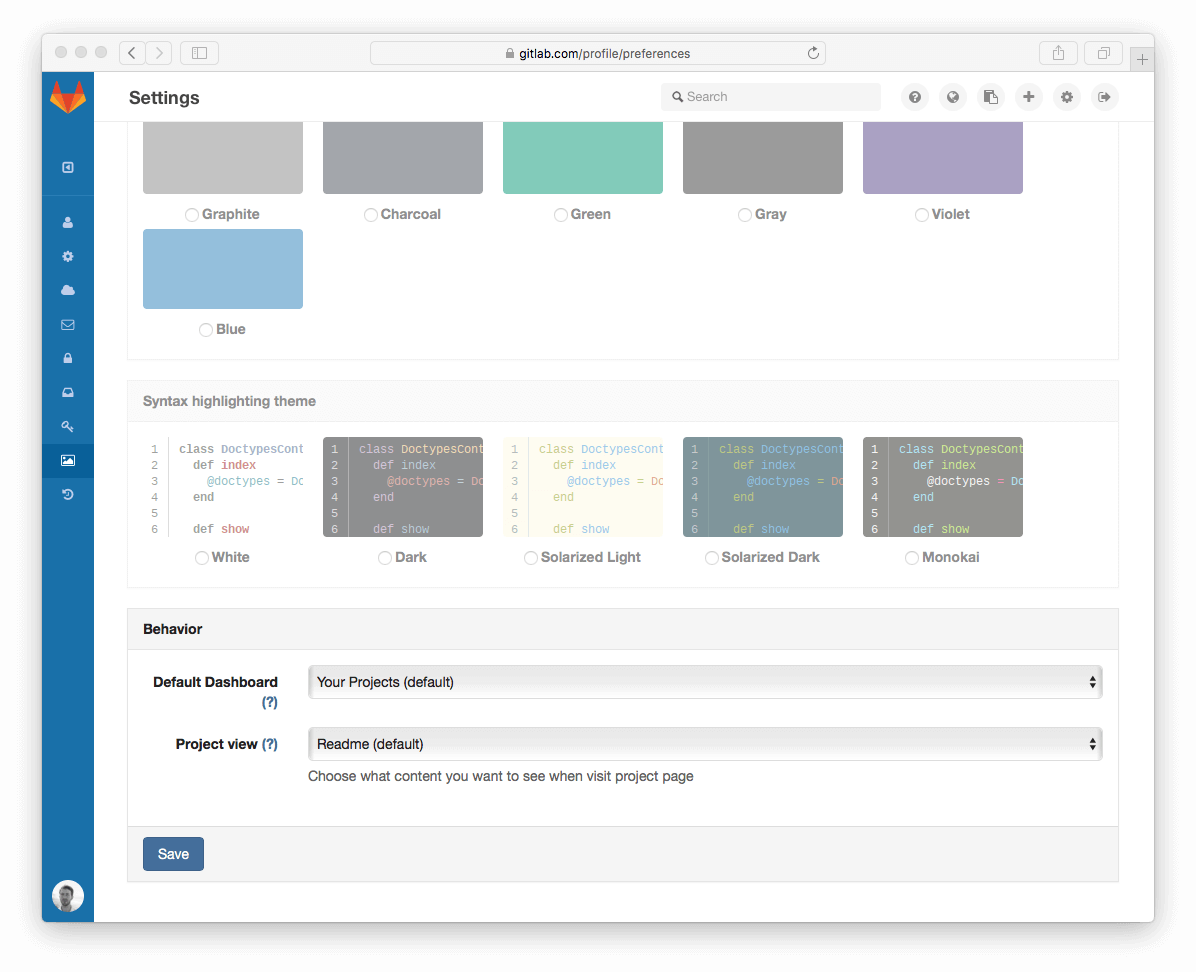 gitlab.com/profile/preferences
Settings
Search
Graphite
Charcoal
Green
Gray
Violet
Blue
Syntax highlighting theme
1 class DoctypesCont
2 def index
3 @doctypes = Dc
4 end
5
6 def show
White
1 class DoctypesCont
2 def index
3 @doctypes = Do
4 end
5
6 def show
Dark
1 class DoctypesCont
2 def index
3 @doctypes = Do
4 end
5
6 def show
Solarized Light
1 class DoctypesCont
2 def index
3 @doctypes = Do
4 end
5
6 def show
Solarized Dark
1 class DoctypesCont
2 def index
3 @doctypes = Do
4 end
5
6 def show
Monokai
Behavior
Default Dashboard
(?)
Your Projects (default)
Project view (?)
Readme (default)
Choose what content you want to see when visit project page
Save